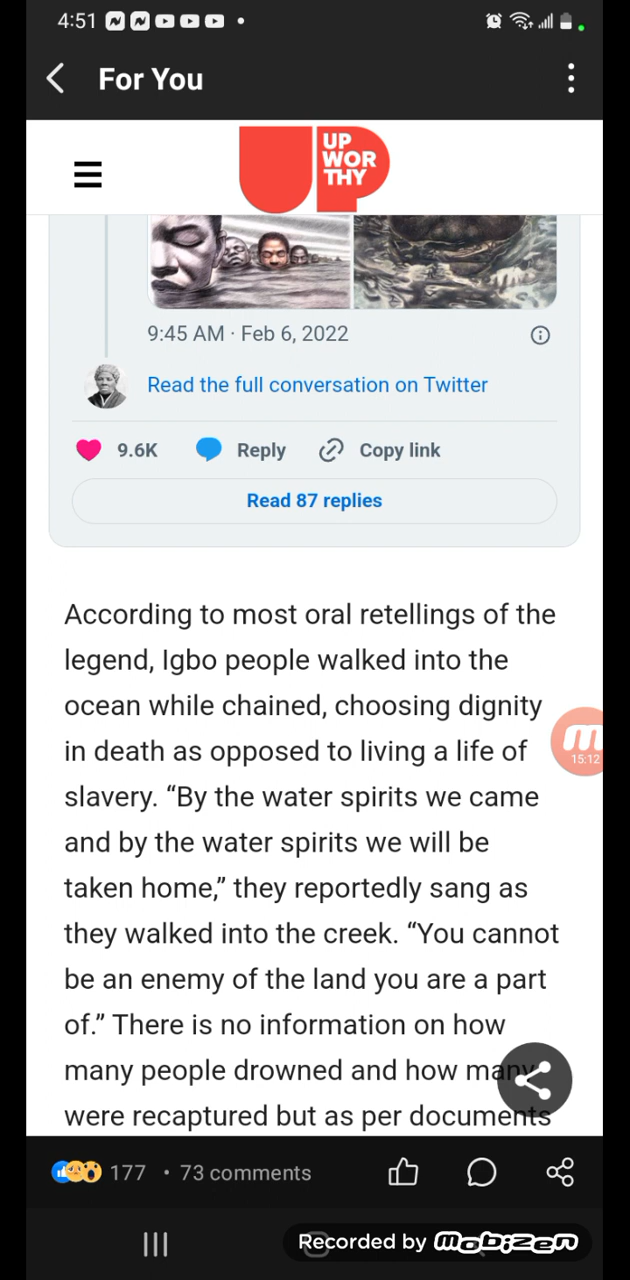 4:51
For You
UP
WOR
THY
9:45 AM · Feb 6, 2022
Read the full conversation on Twitter
9.6K Reply Copy link
Read 87 replies
According to most oral retellings of the
legend, Igbo people walked into the
ocean while chained, choosing dignity
in death as opposed to living a life of
slavery. “By the water spirits we came
and by the water spirits we will be
taken home,” they reportedly sang as
they walked into the creek. “You cannot
be an enemy of the land you are a part
of.” There is no information on how
many people drowned and how many
were recaptured but as per documents
15:12
177 • 73 comments
Recorded by mobizen